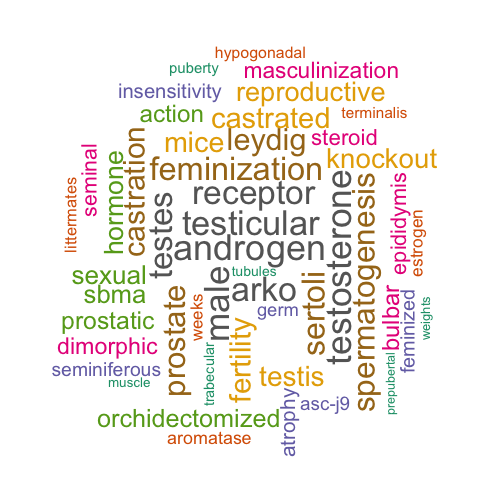 hypogonadal
puberty
masculinization
insensitivity
reproductive
action
castrated
terminalis
mice
leydig
steroid
feminization
knockout
receptor
testicular
androgen
male
arko
tubules
germ
littermates
seminal
hormone
castration
testes
testosterone
spermatogenesis
epididymis
estrogen
sertoli
sexual
sbma
prostatic
dimorphic
seminiferous
muscle
prostate
weeks
trabecular
fertility
testis
bulbar
feminized
weights
prepubertal
atrophy
asc-j9
orchidectomized
aromatase